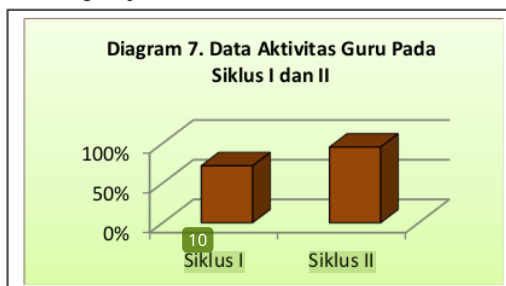 Diagram 7. Data Aktivitas Guru Pada
Siklus I dan II
100%
50%
0%
10
Siklus I
Siklus II